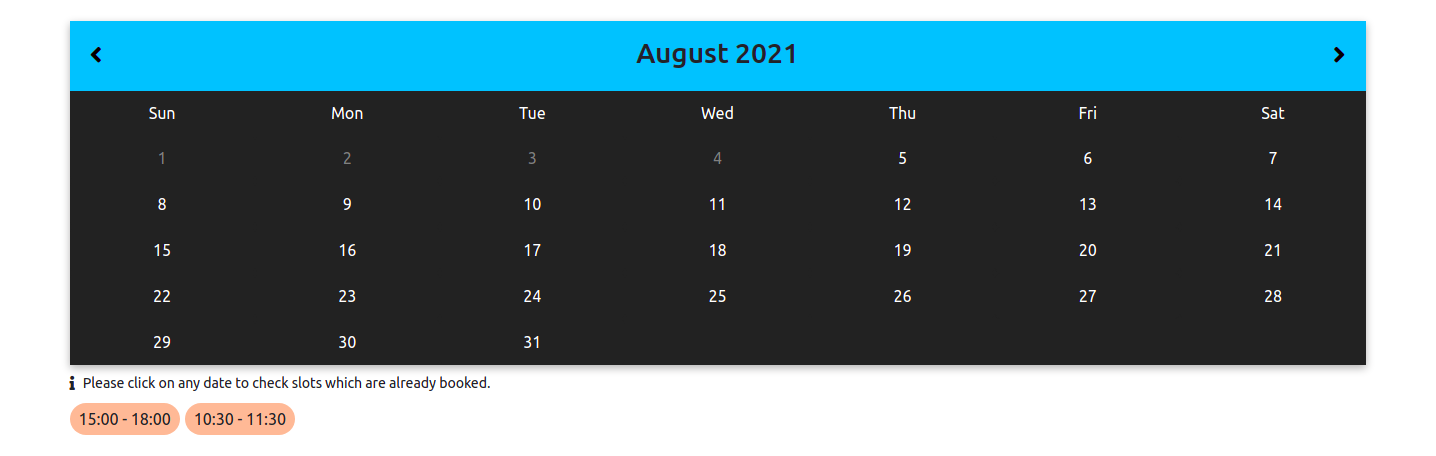 August 2021
Sun Mon Tue Wed Thu Fri Sat
1 2 3 4 5 6 7
8 9 10 11 12 13 14
15 16 17 18 19 20 21
22 23 24 25 26 27 28
29 30 31
Please click on any date to check slots which are already booked.
15:00 - 18:00 10:30 - 11:30